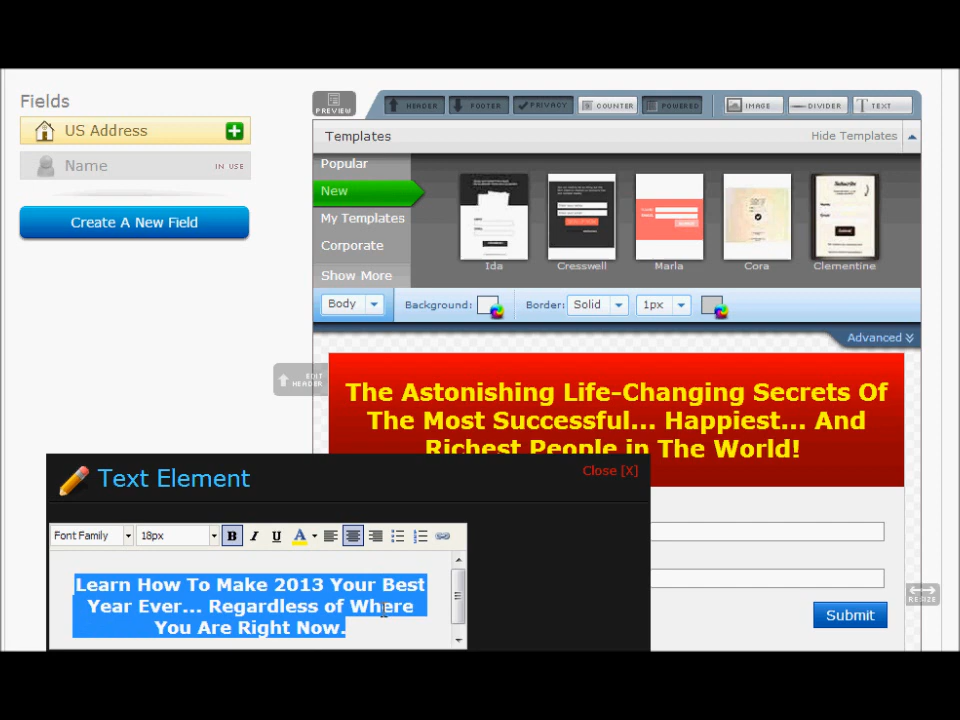 Fields
US Address
Name IN USE
Create A New Field
PREVIEW
HEADER FOOTER PRIVACY COUNTER POWERED IMAGE DIVIDER TEXT
Templates Hide Templates
Popular
New
My Templates
Corporate
Show More
Ida Cresswell Marla Cora Clementine
Body Background: Border: Solid 1px
Advanced
EDIT
HEADER
The Astonishing Life-Changing Secrets Of
The Most Successful... Happiest... And
Richest People in The World!
Text Element
Close [X]
Font Family 18px B I U A
Learn How To Make 2013 Your Best
Year Ever... Regardless of Where
You Are Right Now.
RESIZE
Submit